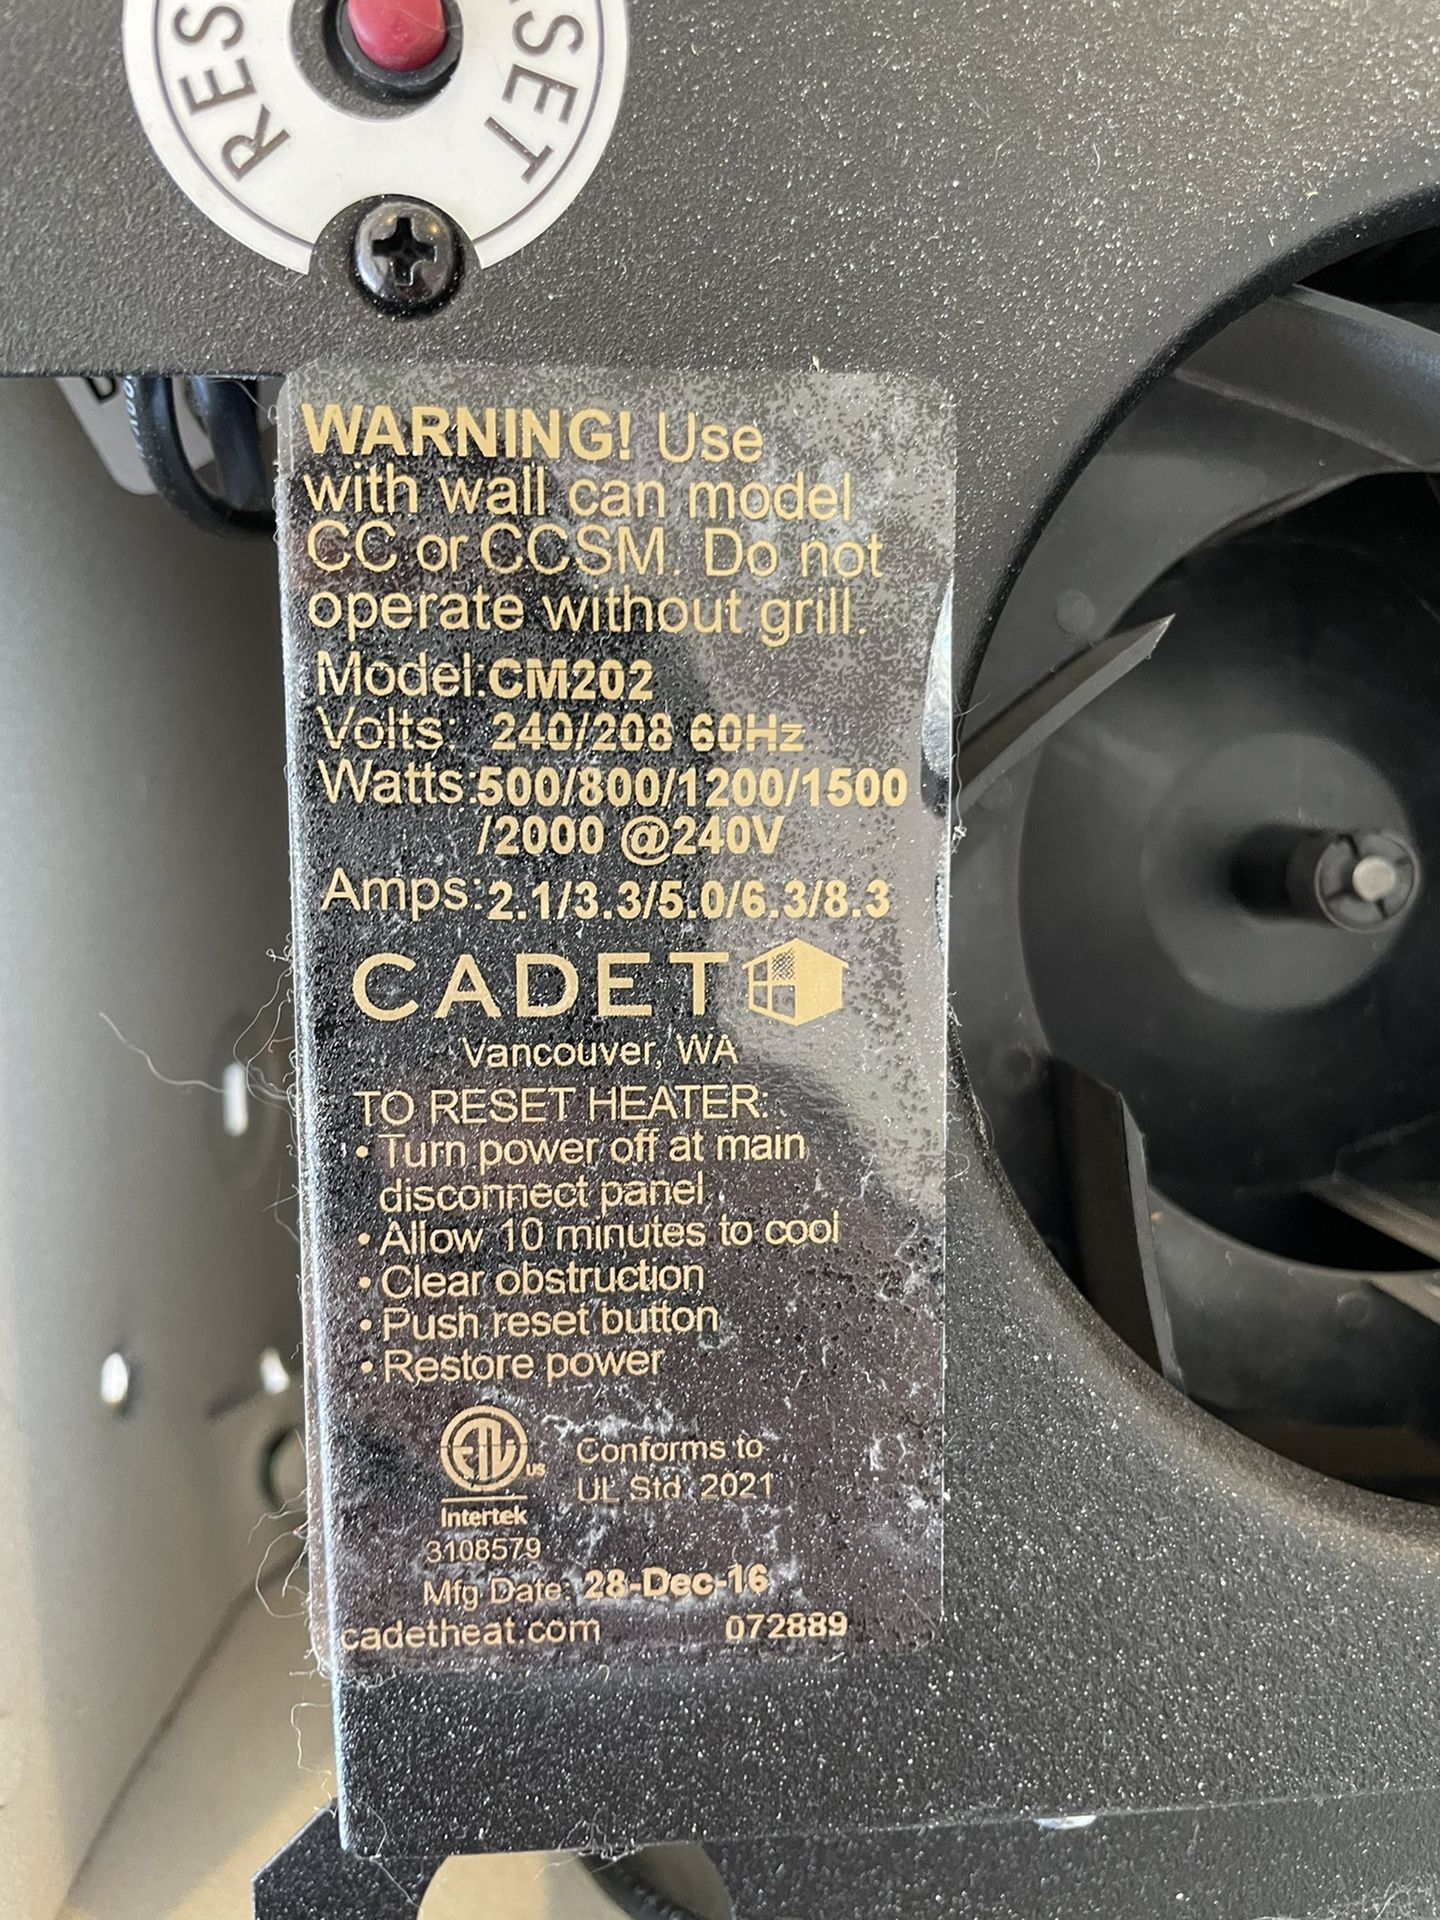 RESET
WARNING! Use
with wall can model
CC or CCSM. Do not
operate without grill.
Model: CM202
Volts: 240/208 60Hz
Watts: 500/800/1200/1500
/2000 @240V
Amps: 2.1/3.3/5.0/6.3/8.3
CADET
Vancouver, WA
TO RESET HEATER:
• Turn power off at main
disconnect panel
• Allow 10 minutes to cool
• Clear obstruction
• Push reset button
• Restore power
ETL US
Intertek
3108579
Conforms to
UL Std. 2021
Mfg Date: 28-Dec-16
cadetheat.com 072889